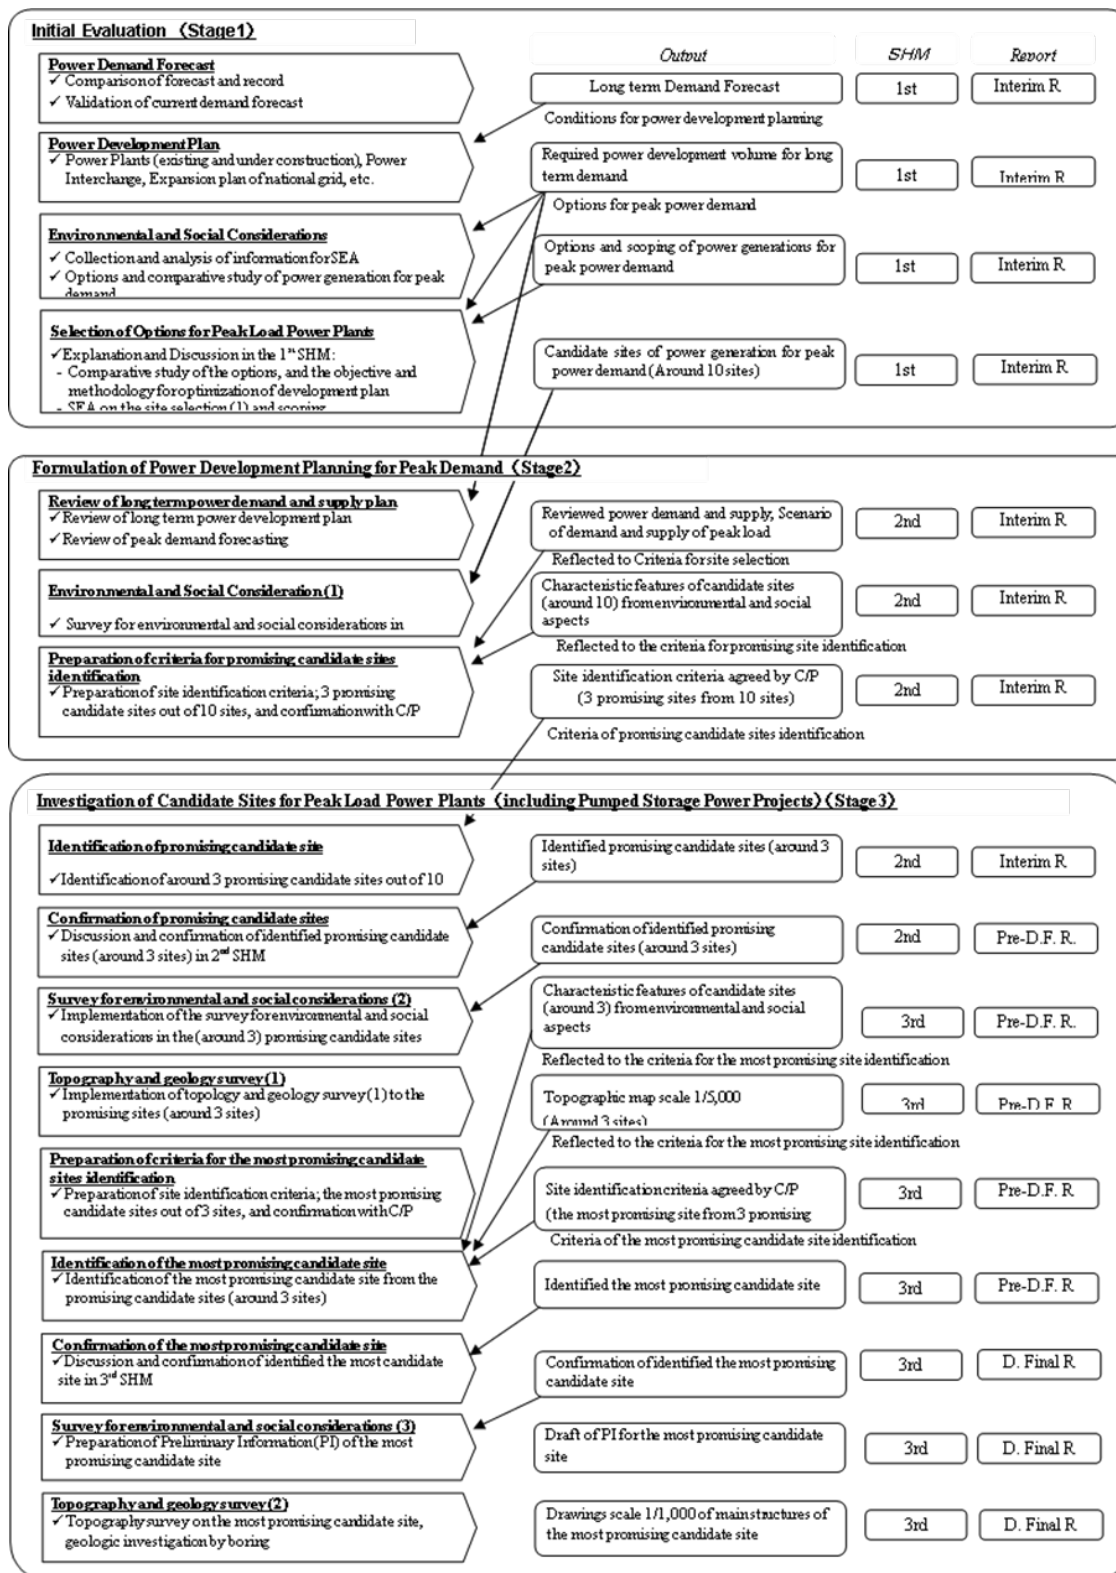 Initial Evaluation (Stage1)
Output
SHM
Report
Power Demand Forecast
✓ Comparison of forecast and record
✓ Validation of current demand forecast
Long term Demand Forecast
1st
Interim R
Conditions for power development planning
Power Development Plan
✓ Power Plants (existing and under construction), Power
Interchange, Expansion plan of national grid, etc.
Required power development volume for long
term demand
1st
Interim R
Options for peak power demand
Environmental and Social Considerations
✓ Collection and analysis of information for SEA
✓ Options and comparative study of power generation for peak
demand
Options and scoping of power generations for
peak power demand
1st
Interim R
Selection of Options for Peak Load Power Plants
✓ Explanation and Discussion in the 1st SHM:
- Comparative study of the options, and the objective and
methodology for optimization of development plan
- SEA on the site selection (1) and scoping
Candidate sites of power generation for peak
power demand (Around 10 sites)
1st
Interim R
Formulation of Power Development Planning for Peak Demand (Stage2)
Review of long term power demand and supply plan
✓ Review of long term power development plan
✓ Review of peak demand forecasting
Reviewed power demand and supply, Scenario
of demand and supply of peak load
2nd
Interim R
Reflected to Criteria for site selection
Environmental and Social Consideration (1)
✓ Survey for environmental and social considerations in
Characteristic features of candidate sites
(around 10) from environmental and social
aspects
2nd
Interim R
Reflected to the criteria for promising site identification
Preparation of criteria for promising candidate sites
identification
✓ Preparation of site identification criteria; 3 promising
candidate sites out of 10 sites, and confirmation with C/P
Site identification criteria agreed by C/P
(3 promising sites from 10 sites)
2nd
Interim R
Criteria of promising candidate sites identification
Investigation of Candidate Sites for Peak Load Power Plants (including Pumped Storage Power Projects) (Stage3)
Identification of promising candidate site
✓ Identification of around 3 promising candidate sites out of 10
Identified promising candidate sites (around 3
sites)
2nd
Interim R
Confirmation of promising candidate sites
✓ Discussion and confirmation of identified promising candidate
sites (around 3 sites) in 2nd SHM
Confirmation of identified promising
candidate sites (around 3 sites)
2nd
Pre-D.F. R.
Survey for environmental and social considerations (2)
✓ Implementation of the survey for environmental and social
considerations in the (around 3) promising candidate sites
Characteristic features of candidate sites
(around 3) from environmental and social
aspects
3rd
Pre-D.F. R.
Reflected to the criteria for the most promising site identification
Topography and geology survey (1)
✓ Implementation of topology and geology survey (1) to the
promising sites (around 3 sites)
Topographic map scale 1/5,000
(Around 3 sites)
3rd
Pre-D.F. R
Reflected to the criteria for the most promising site identification
Preparation of criteria for the most promising candidate
sites identification
✓ Preparation of site identification criteria; the most promising
candidate sites out of 3 sites, and confirmation with C/P
Site identification criteria agreed by C/P
(the most promising site from 3 promising
3rd
Pre-D.F. R
Criteria of the most promising candidate site identification
Identification of the most promising candidate site
✓ Identification of the most promising candidate site from the
promising candidate sites (around 3 sites)
Identified the most promising candidate site
3rd
Pre-D.F. R
Confirmation of the most promising candidate site
✓ Discussion and confirmation of identified the most candidate
site in 3rd SHM
Confirmation of identified the most promising
candidate site
3rd
D. Final R
Survey for environmental and social considerations (3)
✓ Preparation of Preliminary Information (PI) of the most
promising candidate site
Draft of PI for the most promising candidate
site
3rd
D. Final R
Topography and geology survey (2)
✓ Topography survey on the most promising candidate site,
geologic investigation by boring
Drawings scale 1/1,000 of main structures of
the most promising candidate site
3rd
D. Final R